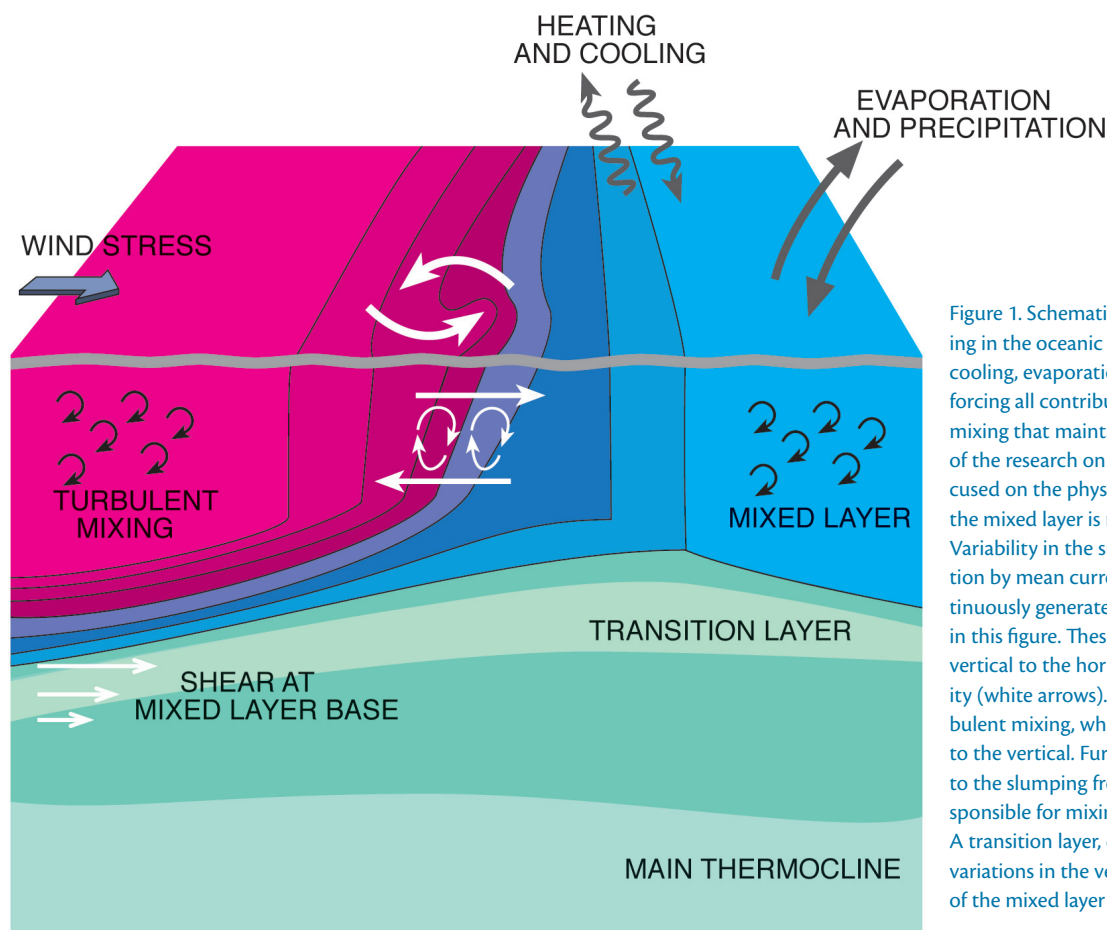 HEATING
AND COOLING
EVAPORATION
AND PRECIPITATION
WIND STRESS
TURBULENT
MIXING
MIXED LAYER
TRANSITION LAYER
SHEAR AT
MIXED LAYER BASE
MAIN THERMOCLINE
Figure 1. Schemati
ing in the oceanic
cooling, evaporatio
forcing all contribu
mixing that maint
of the research on
cused on the phys
the mixed layer is
Variability in the s
tion by mean curre
tinuously generate
in this figure. Thes
vertical to the hor
ity (white arrows).
bulent mixing, wh
to the vertical. Fur
to the slumping fr
sponsible for mixin
A transition layer,
variations in the ve
of the mixed layer